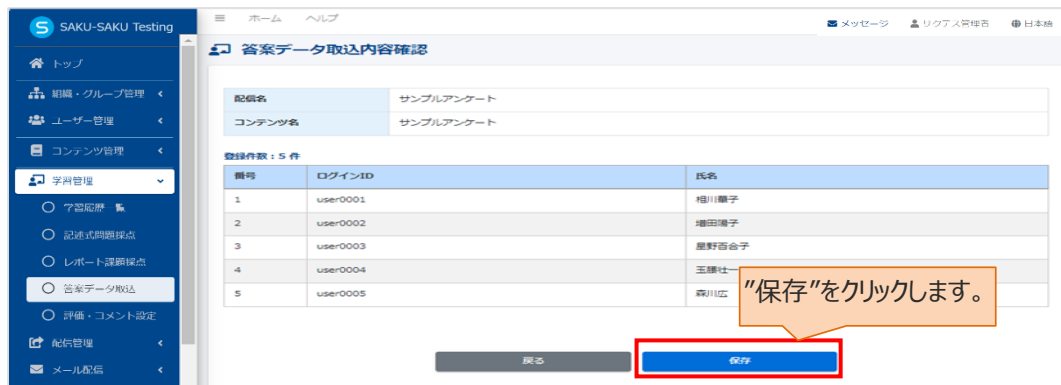 SAKU-SAKU Testing
ホーム ヘルプ
メッセージ リクアス管理者 日本語
答案データ取込内容確認
トップ
組織・グループ管理
ユーザー管理
コンテンツ管理
学習管理
学習履歴
記述式問題採点
レポート課題採点
答案データ取込
評価・コメント設定
配信管理
メール配信
配信名 サンプルアンケート
コンテンツ名 サンプルアンケート
登録件数：5 件
番号 ログインID 氏名
1 user0001 相川華子
2 user0002 増田陽子
3 user0003 星野百合子
4 user0004 玉腰壮一
5 user0005 森川広
"保存"をクリックします。
戻る 保存